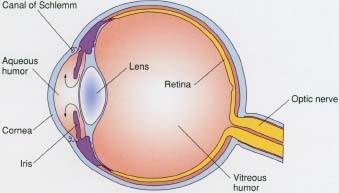 Canal of Schlemm
Aqueous
humor
Lens
Retina
Optic nerve
Cornea
Iris
Vitreous
humor